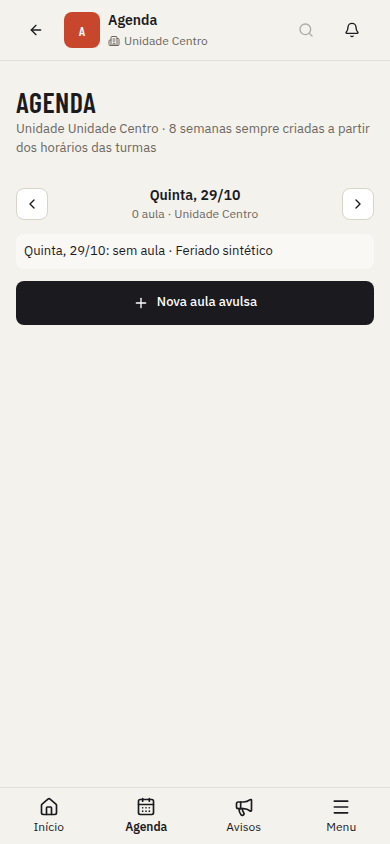 A
Agenda
Unidade Centro
AGENDA
Unidade Unidade Centro · 8 semanas sempre criadas a partir
dos horários das turmas
Quinta, 29/10
0 aula · Unidade Centro
Quinta, 29/10: sem aula · Feriado sintético
+ Nova aula avulsa
Início
Agenda
Avisos
Menu